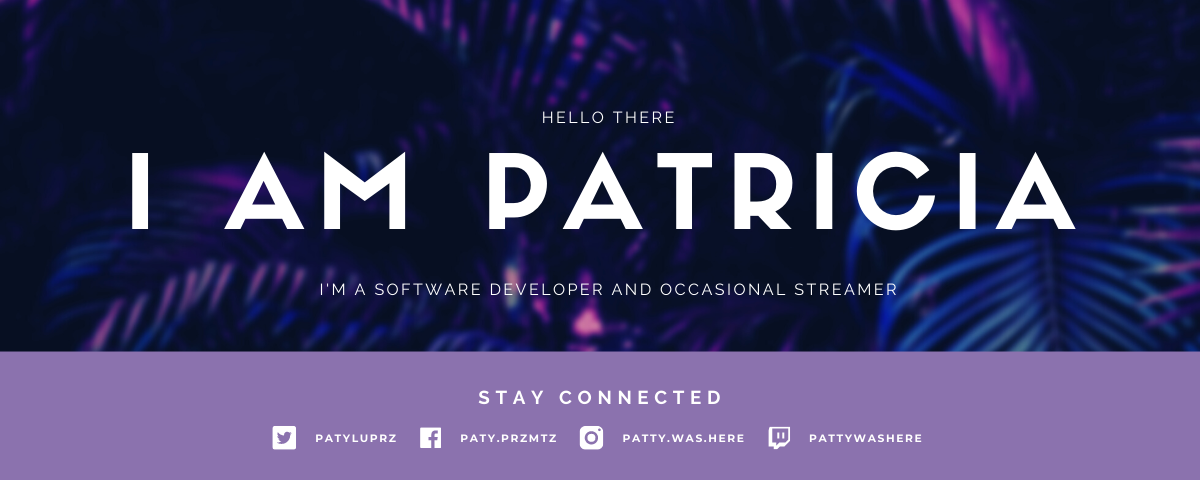 HELLO THERE
I AM PATRICIA
I'M A SOFTWARE DEVELOPER AND OCCASIONAL STREAMER
STAY CONNECTED
PATYLUPRZ PATY.PRZMTZ PATTY.WAS.HERE PATTYWASHERE